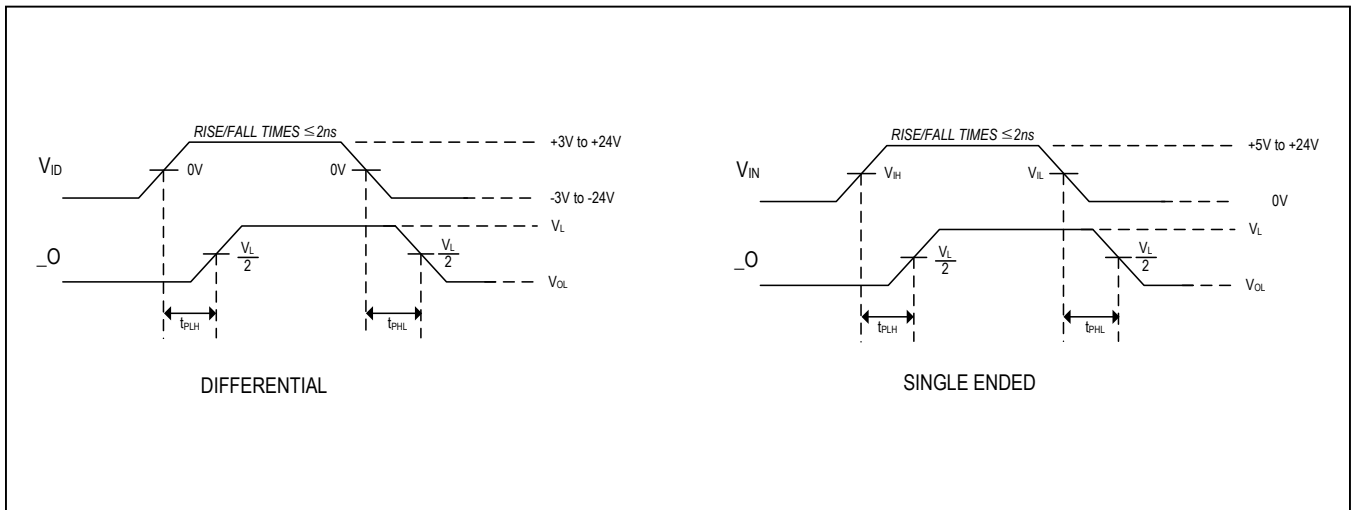 RISE/FALL TIMES ≤2ns
+3V to +24V
VID
0V
0V
-3V to -24V
VL
_O
VL
2
VL
2
VOL
tPLH
tPHL
DIFFERENTIAL
RISE/FALL TIMES ≤2ns
+5V to +24V
VIN
VIH
VIL
0V
VL
_O
VL
2
VL
2
VOL
tPLH
tPHL
SINGLE ENDED